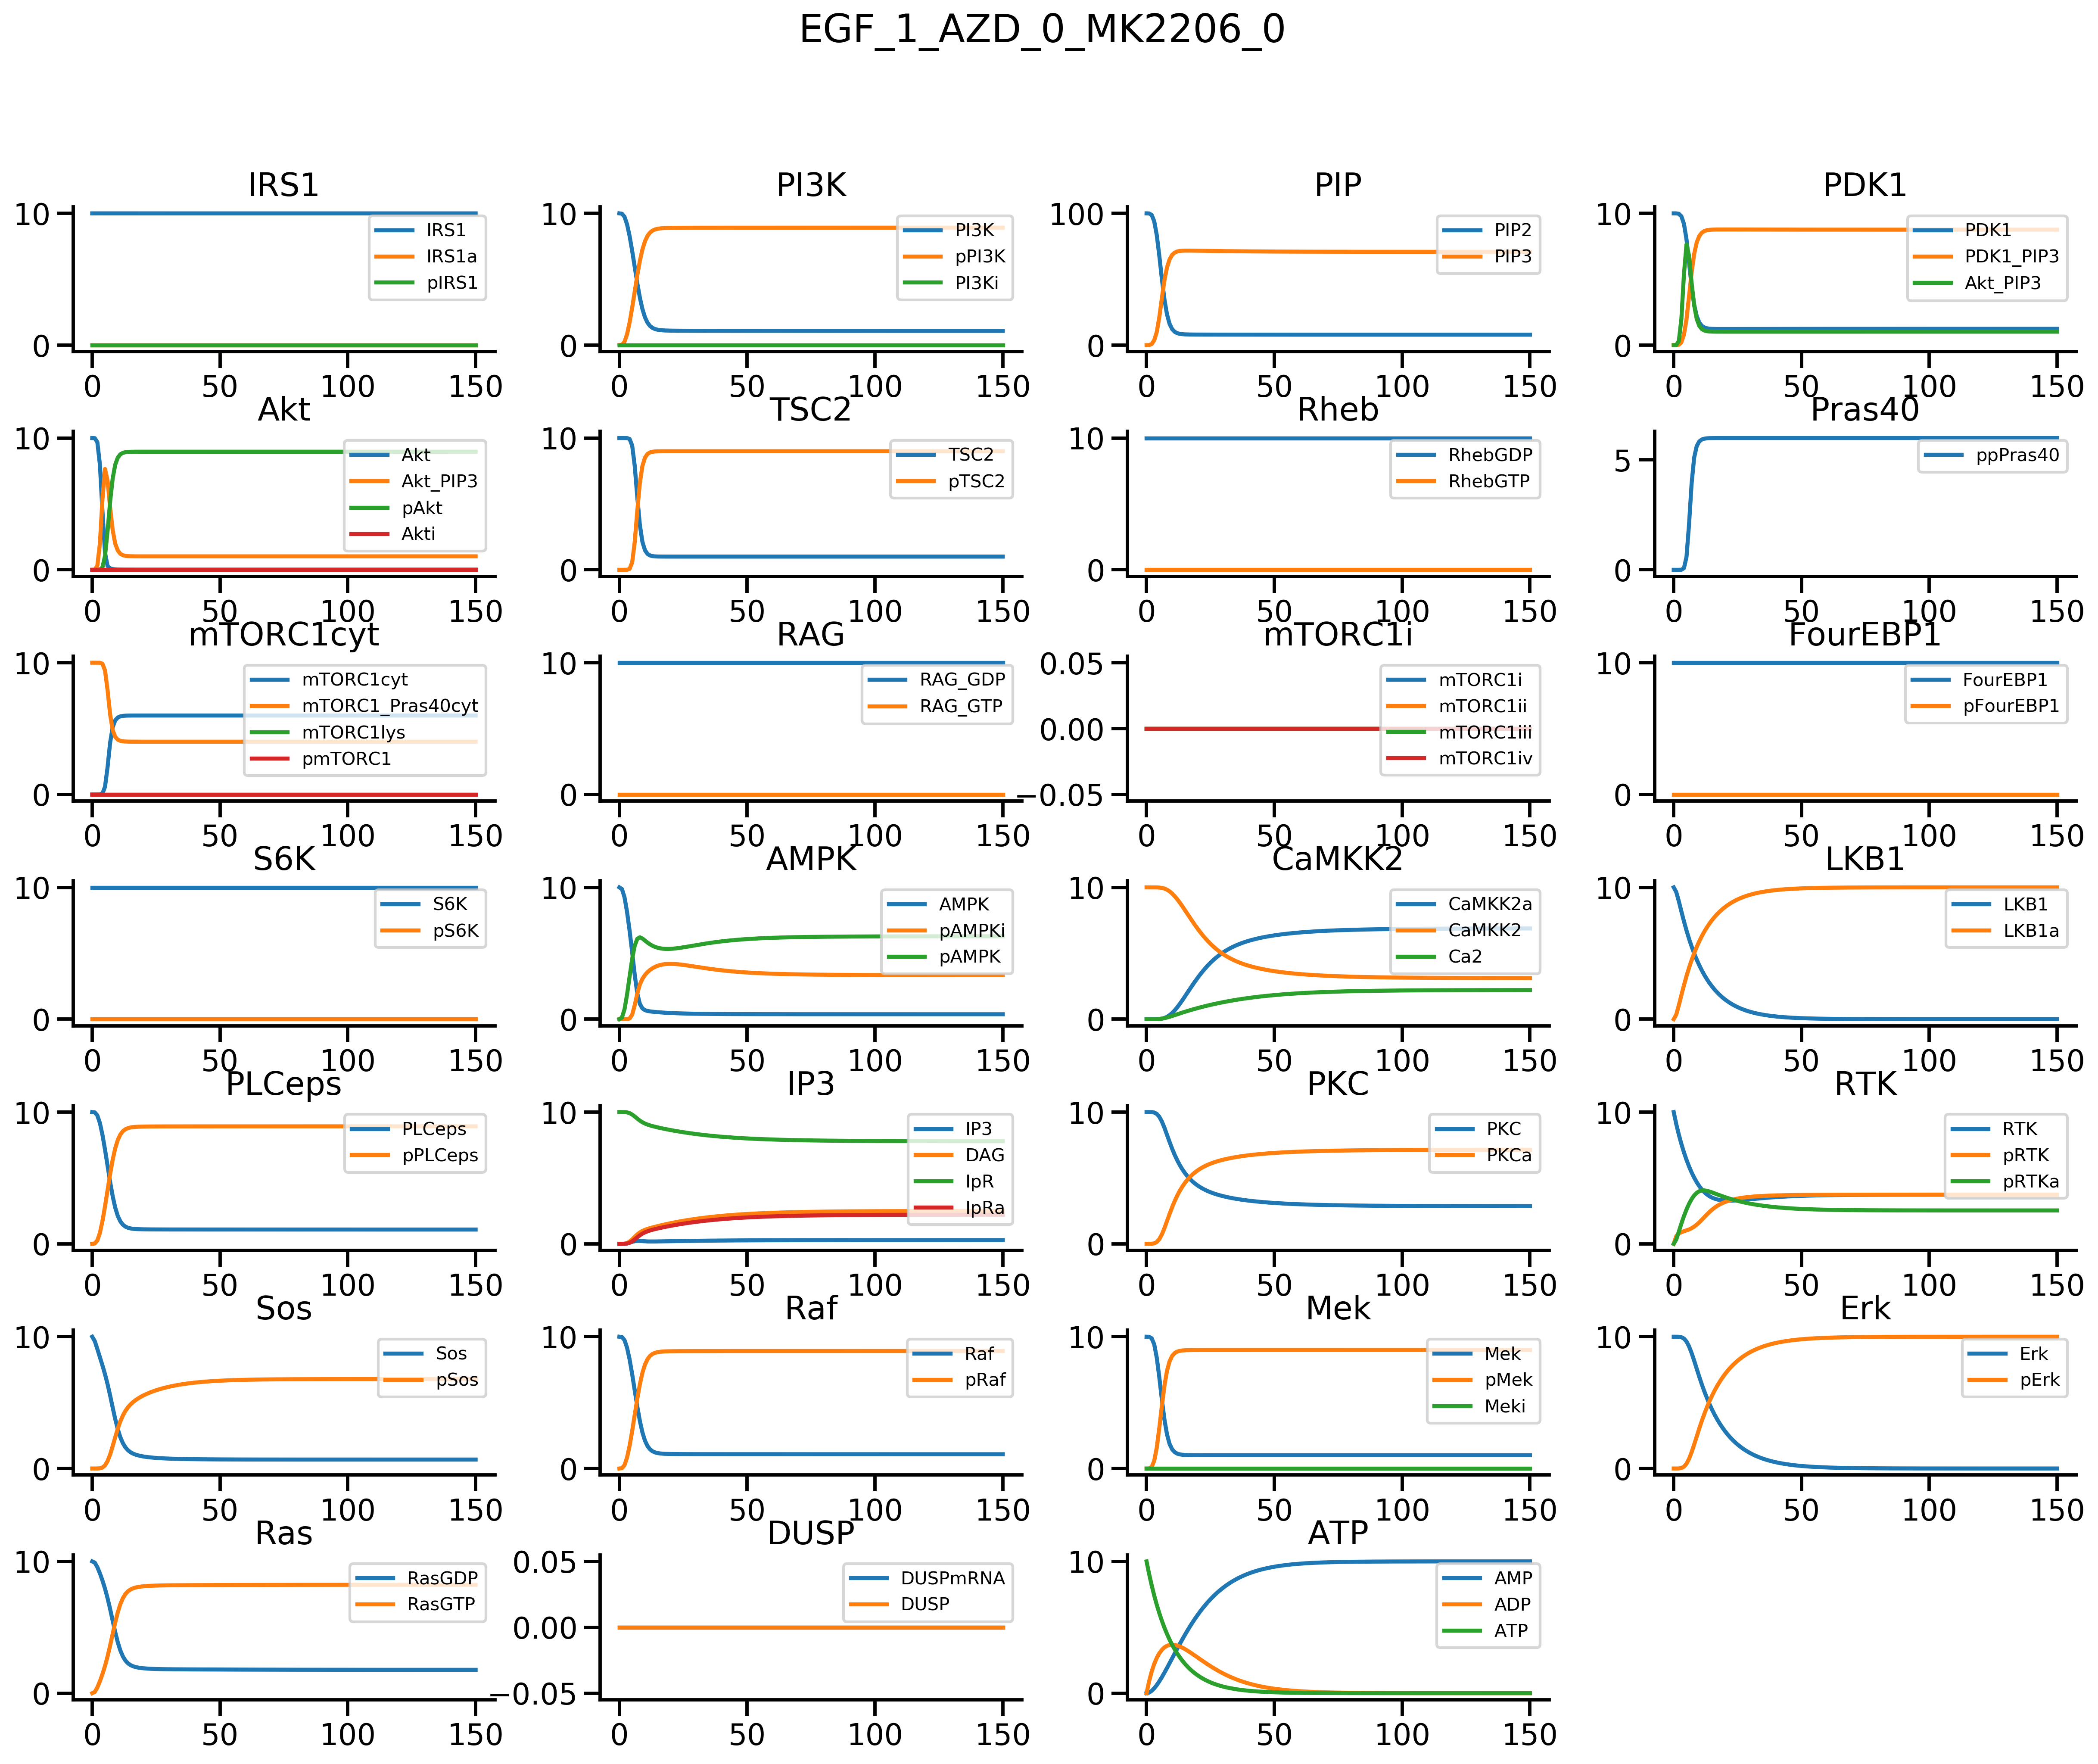 EGF_1_AZD_0_MK2206_0
IRS1
10
0
0 50 100 150
IRS1
IRS1a
pIRS1
PI3K
10
0
0 50 100 150
PI3K
pPI3K
PI3Ki
PIP
100
0
0 50 100 150
PIP2
PIP3
PDK1
10
0
0 50 100 150
PDK1
PDK1_PIP3
Akt_PIP3
Akt
10
0
0 50 100 150
Akt
Akt_PIP3
pAkt
Akti
TSC2
10
0
0 50 100 150
TSC2
pTSC2
Rheb
10
0
0 50 100 150
RhebGDP
RhebGTP
Pras40
5
0
0 50 100 150
ppPras40
mTORC1cyt
10
0
0 50 100 150
mTORC1cyt
mTORC1_Pras40cyt
mTORC1lys
pmTORC1
RAG
10
0
0 50 100 150
RAG_GDP
RAG_GTP
mTORC1i
0.05
0.00
−0.05
0 50 100 150
mTORC1i
mTORC1ii
mTORC1iii
mTORC1iv
FourEBP1
10
0
0 50 100 150
FourEBP1
pFourEBP1
S6K
10
0
0 50 100 150
S6K
pS6K
AMPK
10
0
0 50 100 150
AMPK
pAMPKi
pAMPK
CaMKK2
10
0
0 50 100 150
CaMKK2a
CaMKK2
Ca2
LKB1
10
0
0 50 100 150
LKB1
LKB1a
PLCeps
10
0
0 50 100 150
PLCeps
pPLCeps
IP3
10
0
0 50 100 150
IP3
DAG
IpR
IpRa
PKC
10
0
0 50 100 150
PKC
PKCa
RTK
10
0
0 50 100 150
RTK
pRTK
pRTKa
Sos
10
0
0 50 100 150
Sos
pSos
Raf
10
0
0 50 100 150
Raf
pRaf
Mek
10
0
0 50 100 150
Mek
pMek
Meki
Erk
10
0
0 50 100 150
Erk
pErk
Ras
10
0
0 50 100 150
RasGDP
RasGTP
DUSP
0.05
0.00
−0.05
0 50 100 150
DUSPmRNA
DUSP
ATP
10
0
0 50 100 150
AMP
ADP
ATP